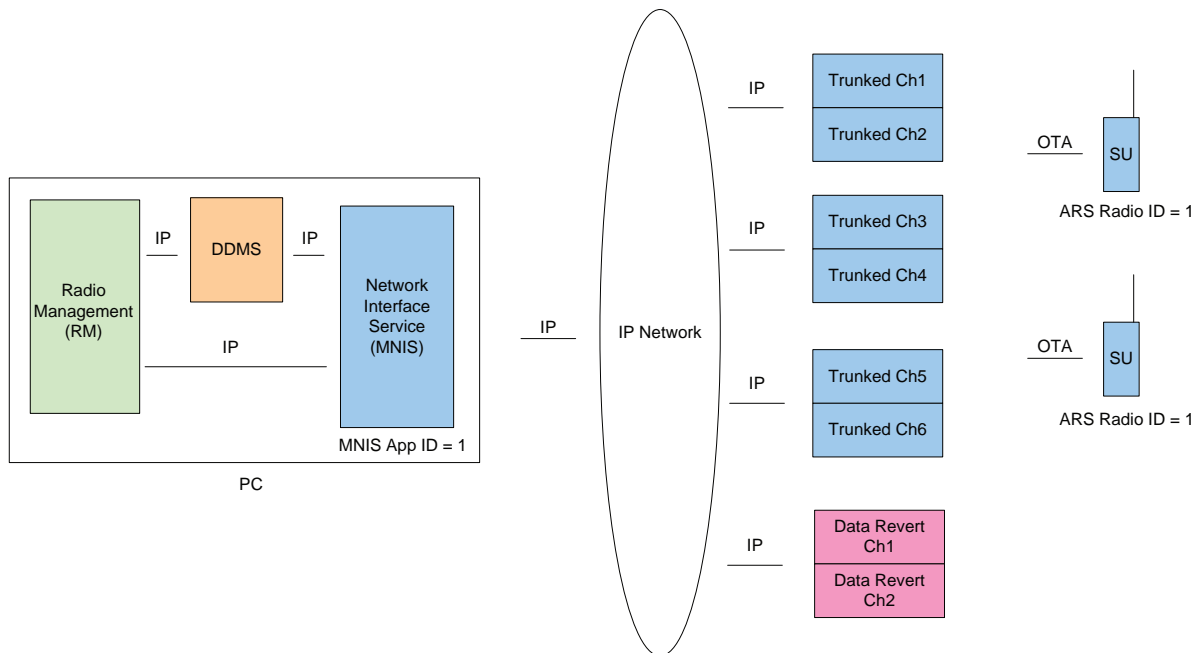 Radio
Management
(RM)
IP
DDMS
IP
IP
Network
Interface
Service
(MNIS)
MNIS App ID = 1
PC
IP
IP Network
IP
Trunked Ch1
Trunked Ch2
IP
Trunked Ch3
Trunked Ch4
IP
Trunked Ch5
Trunked Ch6
IP
Data Revert
Ch1
Data Revert
Ch2
OTA
SU
ARS Radio ID = 1
OTA
SU
ARS Radio ID = 1